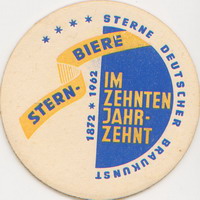 ★★★★ STERNE DEUTSCHER BRAUKUNST
STERN-
BIERE
1872 ★ 1962
IM
ZEHNTEN
JAHR-
ZEHNT